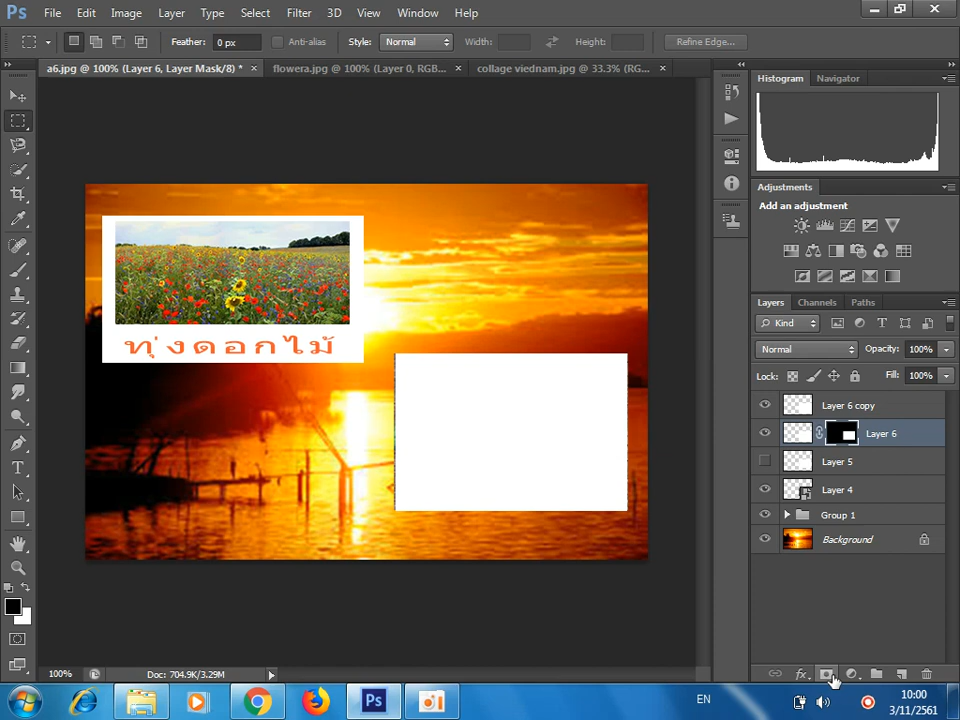 Ps File Edit Image Layer Type Select Filter 3D View Window Help
Feather: 0 px Anti-alias Style: Normal Width: Height: Refine Edge...
a6.jpg @ 100% (Layer 6, Layer Mask/8) * × flowera.jpg @ 100% (Layer 0, RGB... × collage viednam.jpg @ 33.3% (RG... ×
Histogram Navigator
Adjustments
Add an adjustment
Layers Channels Paths
Kind
Normal Opacity: 100%
Lock: Fill: 100%
Layer 6 copy
Layer 6
Layer 5
Layer 4
Group 1
Background
ทุ่งดอกไม้
100% Doc: 704.9K/3.29M
EN
10:00
3/11/2561